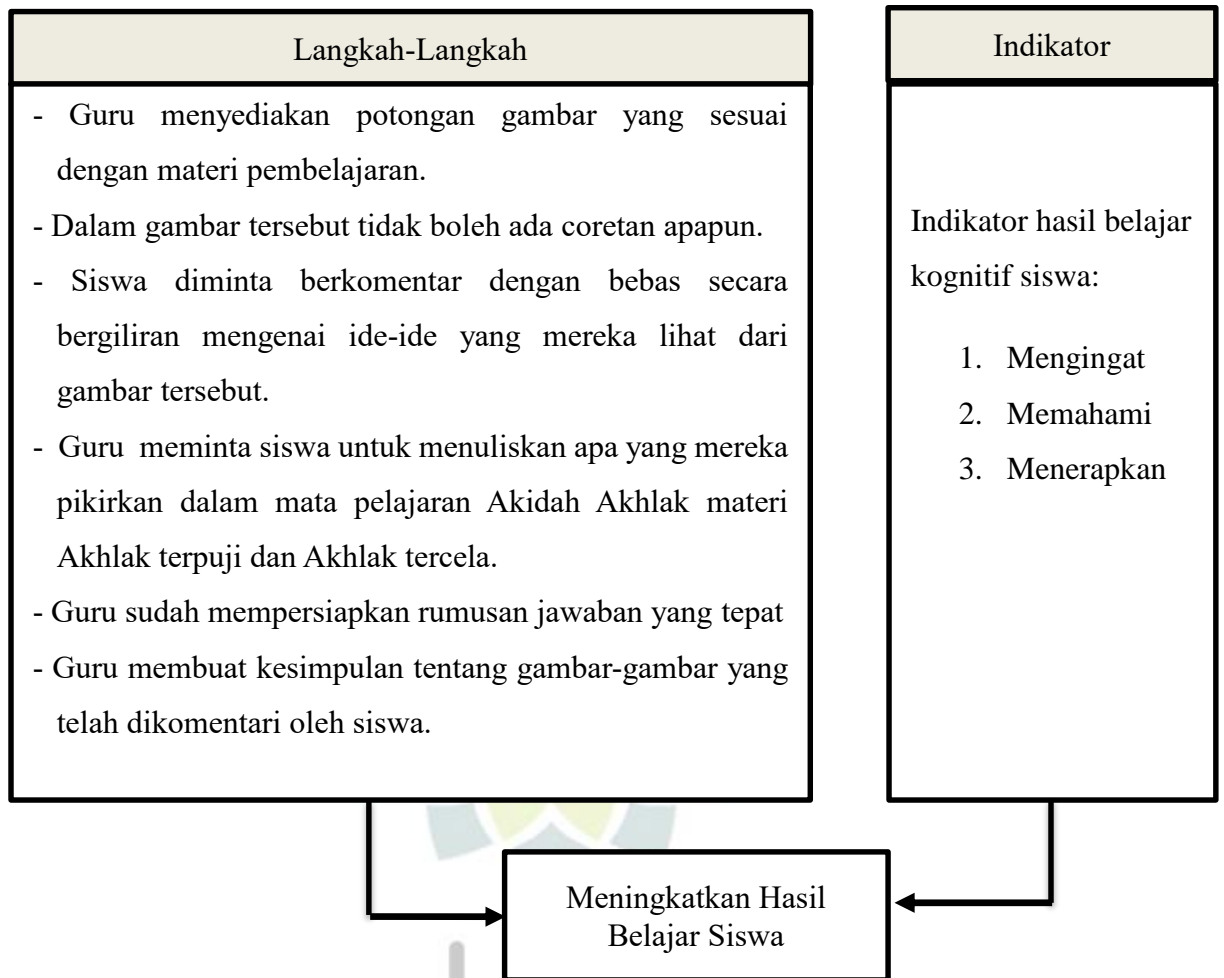 Langkah-Langkah
- Guru menyediakan potongan gambar yang sesuai
dengan materi pembelajaran.
- Dalam gambar tersebut tidak boleh ada coretan apapun.
- Siswa diminta berkomentar dengan bebas secara
bergiliran mengenai ide-ide yang mereka lihat dari
gambar tersebut.
- Guru meminta siswa untuk menuliskan apa yang mereka
pikirkan dalam mata pelajaran Akidah Akhlak materi
Akhlak terpuji dan Akhlak tercela.
- Guru sudah mempersiapkan rumusan jawaban yang tepat
- Guru membuat kesimpulan tentang gambar-gambar yang
telah dikomentari oleh siswa.
Indikator
Indikator hasil belajar
kognitif siswa:
1. Mengingat
2. Memahami
3. Menerapkan
Meningkatkan Hasil
Belajar Siswa